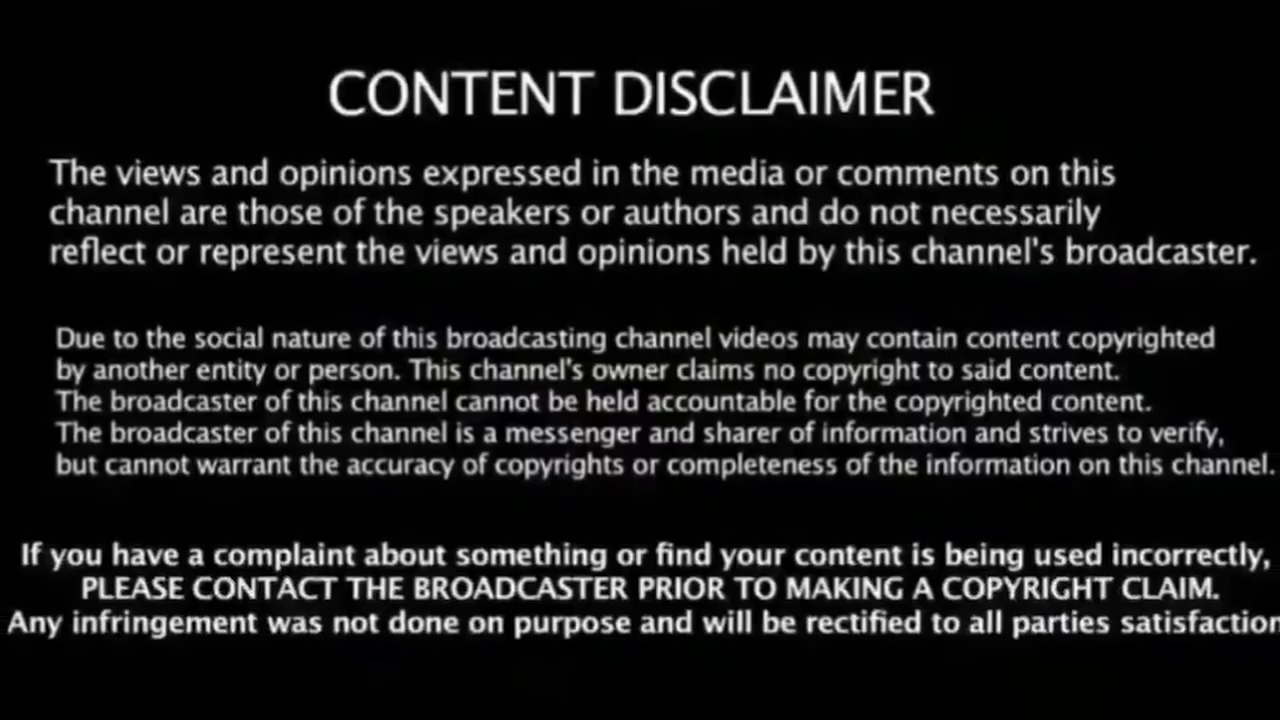 CONTENT DISCLAIMER
The views and opinions expressed in the media or comments on this
channel are those of the speakers or authors and do not necessarily
reflect or represent the views and opinions held by this channel's broadcaster.
Due to the social nature of this broadcasting channel videos may contain content copyrighted
by another entity or person. This channel's owner claims no copyright to said content.
The broadcaster of this channel cannot be held accountable for the copyrighted content.
The broadcaster of this channel is a messenger and sharer of information and strives to verify,
but cannot warrant the accuracy of copyrights or completeness of the information on this channel.
If you have a complaint about something or find your content is being used incorrectly,
PLEASE CONTACT THE BROADCASTER PRIOR TO MAKING A COPYRIGHT CLAIM.
Any infringement was not done on purpose and will be rectified to all parties satisfaction